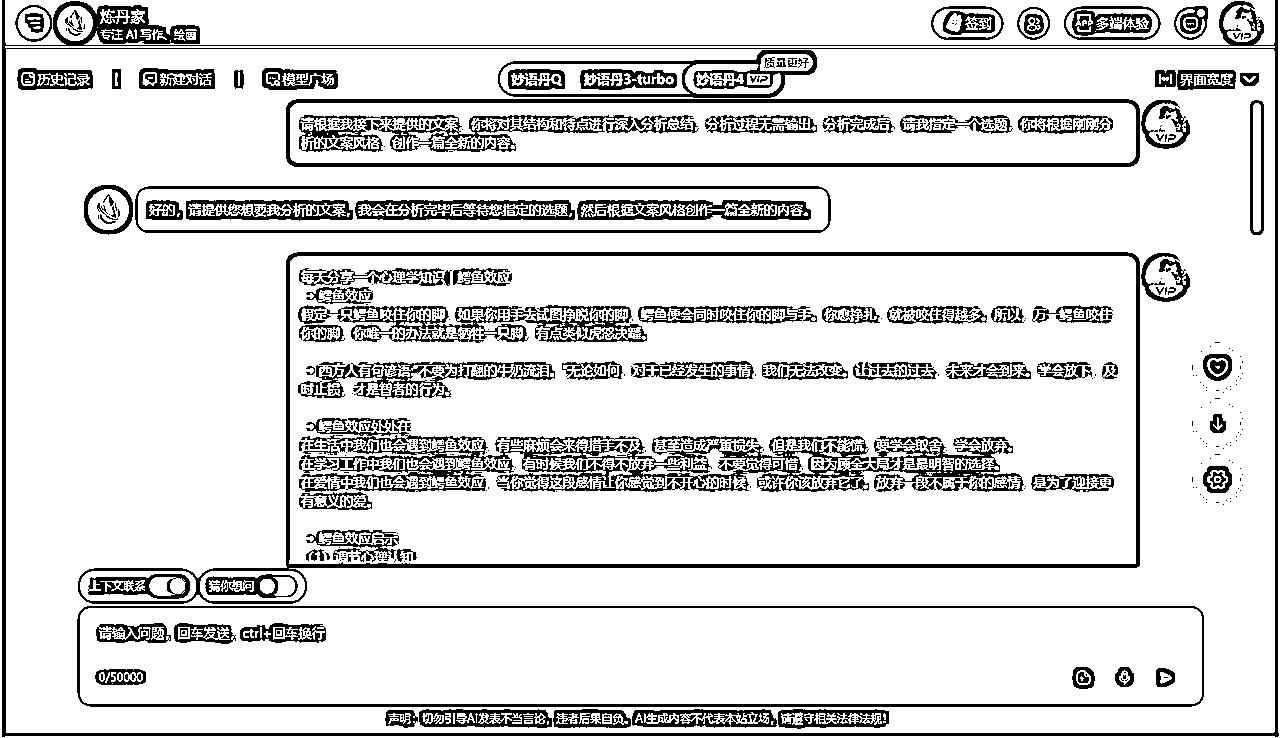 炼丹家
专注 AI 写作、绘画
签到
APP 多端体验
VIP
历史记录
新建对话
模型广场
妙语丹Q
妙语丹3-turbo
妙语丹4 VIP
质量更好
界面宽度
请根据我接下来提供的文案，你将对其结构和特点进行深入分析总结，分析过程无需输出，分析完成后，请我指定一个选题，你将根据刚刚分
析的文案风格，创作一篇全新的内容。
VIP
好的，请提供您想要我分析的文案，我会在分析完毕后等待您指定的选题，然后根据文案风格创作一篇全新的内容。
每天分享一个心理学知识 | 鳄鱼效应
➲鳄鱼效应
假定一只鳄鱼咬住你的脚，如果你用手去试图挣脱你的脚，鳄鱼便会同时咬住你的脚与手。你愈挣扎，就被咬住得越多。所以，万一鳄鱼咬住
你的脚，你唯一的办法就是牺牲一只脚，有点类似虎怒决蹯。
➲西方人有句谚语“不要为打翻的牛奶流泪。”无论如何，对于已经发生的事情，我们无法改变。让过去的过去，未来才会到来。学会放下，及
时止损，才是智者的行为。
➲鳄鱼效应处处在
在生活中我们也会遇到鳄鱼效应，有些麻烦会来得措手不及，甚至造成严重损失，但是我们不能慌，要学会取舍，学会放弃。
在学习工作中我们也会遇到鳄鱼效应，有时候我们不得不放弃一些利益，不要觉得可惜，因为顾全大局才是最明智的选择。
在爱情中我们也会遇到鳄鱼效应，当你觉得这段感情让你感觉到不开心的时候，或许你该放弃它了。放弃一段不属于你的感情，是为了迎接更
有意义的爱。
➲鳄鱼效应启示
(1) 调节心理认知
VIP
上下文联系
猜你想问
请输入问题，回车发送，ctrl+回车换行
0/50000
声明：切勿引导AI发表不当言论，违者后果自负。AI生成内容不代表本站立场，请遵守相关法律法规！